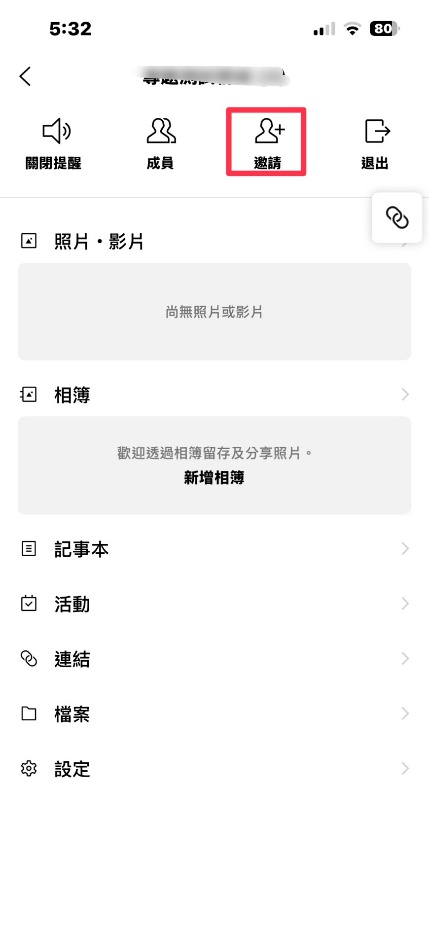 5:32
80
關閉提醒
成員
邀請
退出
照片・影片
尚無照片或影片
相簿
歡迎透過相簿留存及分享照片。
新增相簿
記事本
活動
連結
檔案
設定